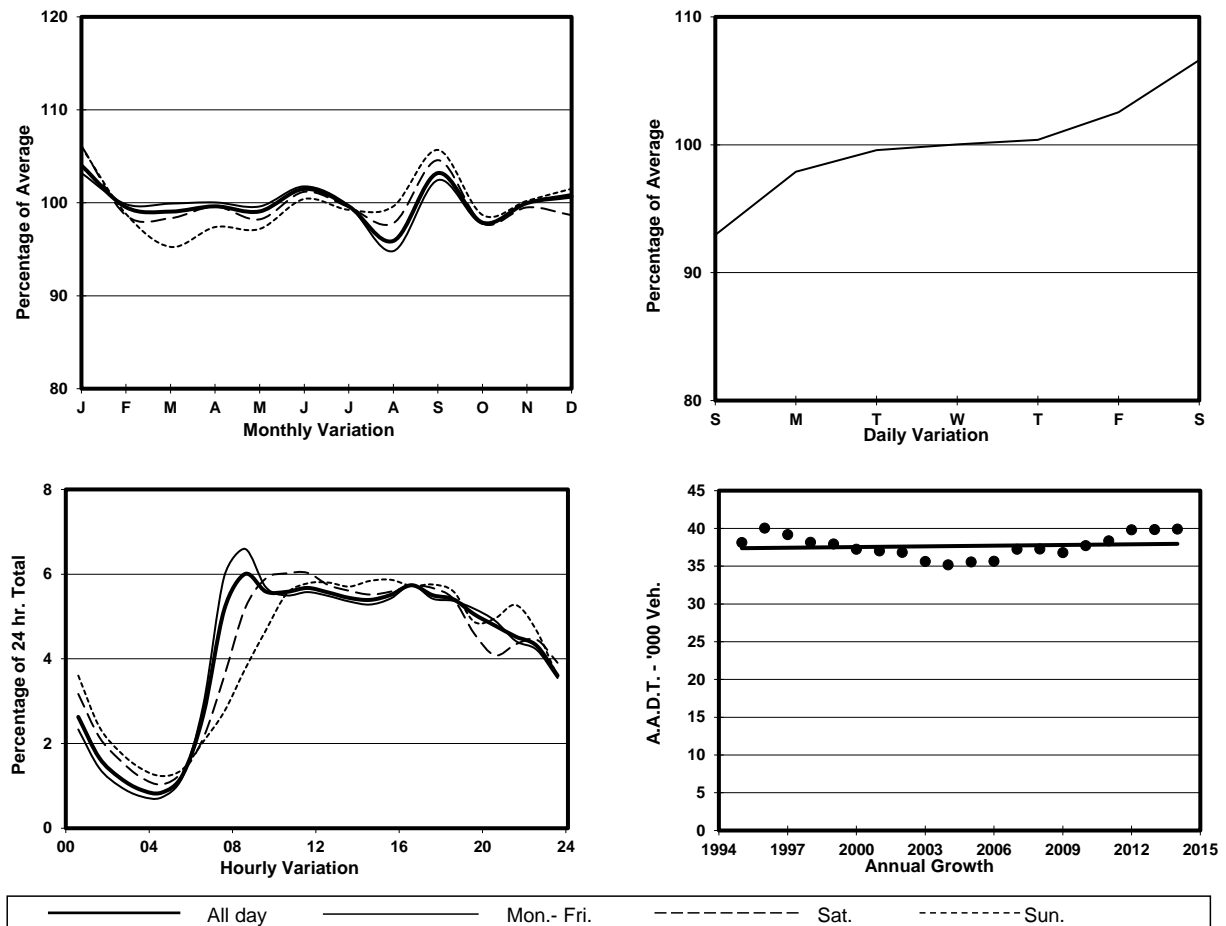 120
110
100
90
80
Percentage of Average
J F M A M J J A S O N D
Monthly Variation
110
100
90
80
Percentage of Average
S M T W T F S
Daily Variation
8
6
4
2
0
Percentage of 24 hr. Total
00 04 08 12 16 20 24
Hourly Variation
45
40
35
30
25
20
15
10
5
0
A.A.D.T. - '000 Veh.
1994 1997 2000 2003 2006 2009 2012 2015
Annual Growth
All day Mon.- Fri. Sat. Sun.